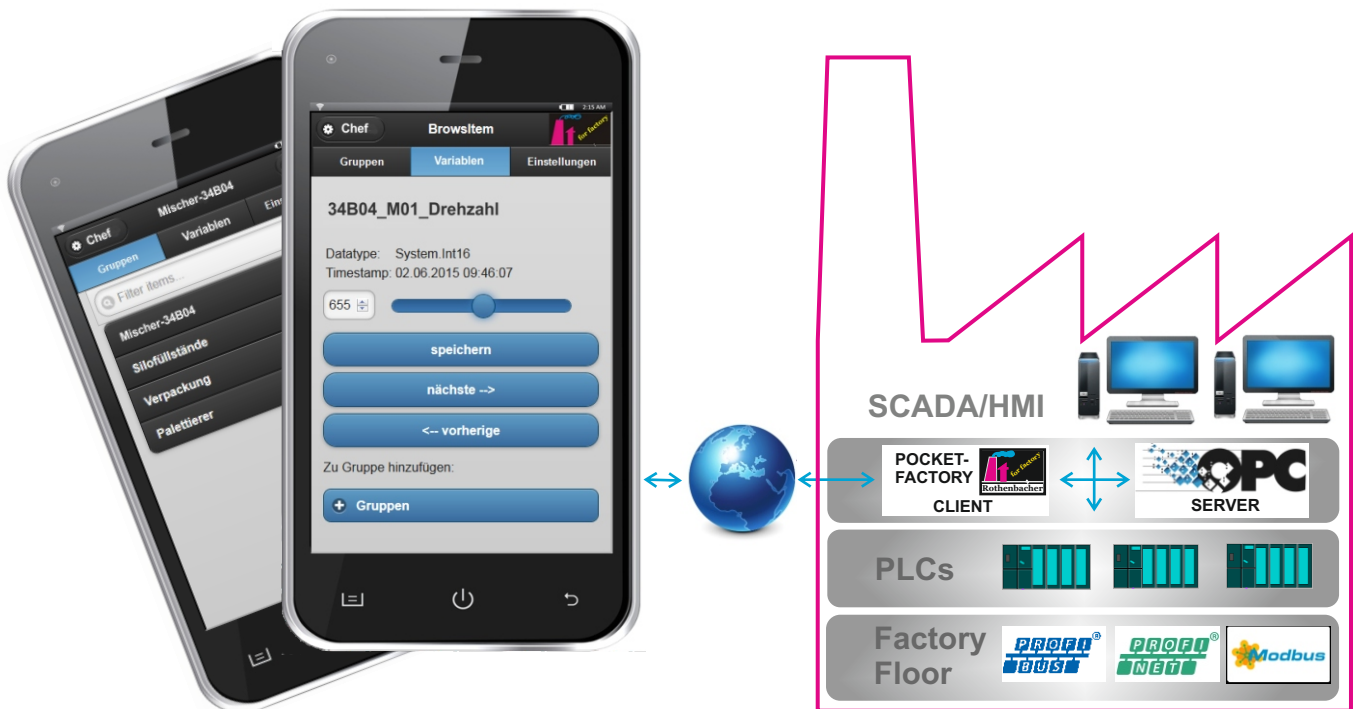 Chef
Mischer-34B04
Gruppen
Variablen
Ein
Filter items...
Mischer-34B04
Silofüllstände
Verpackung
Palettierer
2:15 AM
Chef
BrowsItem
for factory
Gruppen
Variablen
Einstellungen
34B04_M01_Drehzahl
Datatype: System.Int16
Timestamp: 02.06.2015 09:46:07
655
speichern
nächste -->
<-- vorherige
Zu Gruppe hinzufügen:
Gruppen
SCADA/HMI
POCKET-
FACTORY
for factory
Rothenbacher
CLIENT
OPC
SERVER
PLCs
Factory
Floor
PROFI®
BUS
PROFI®
NET
Modbus